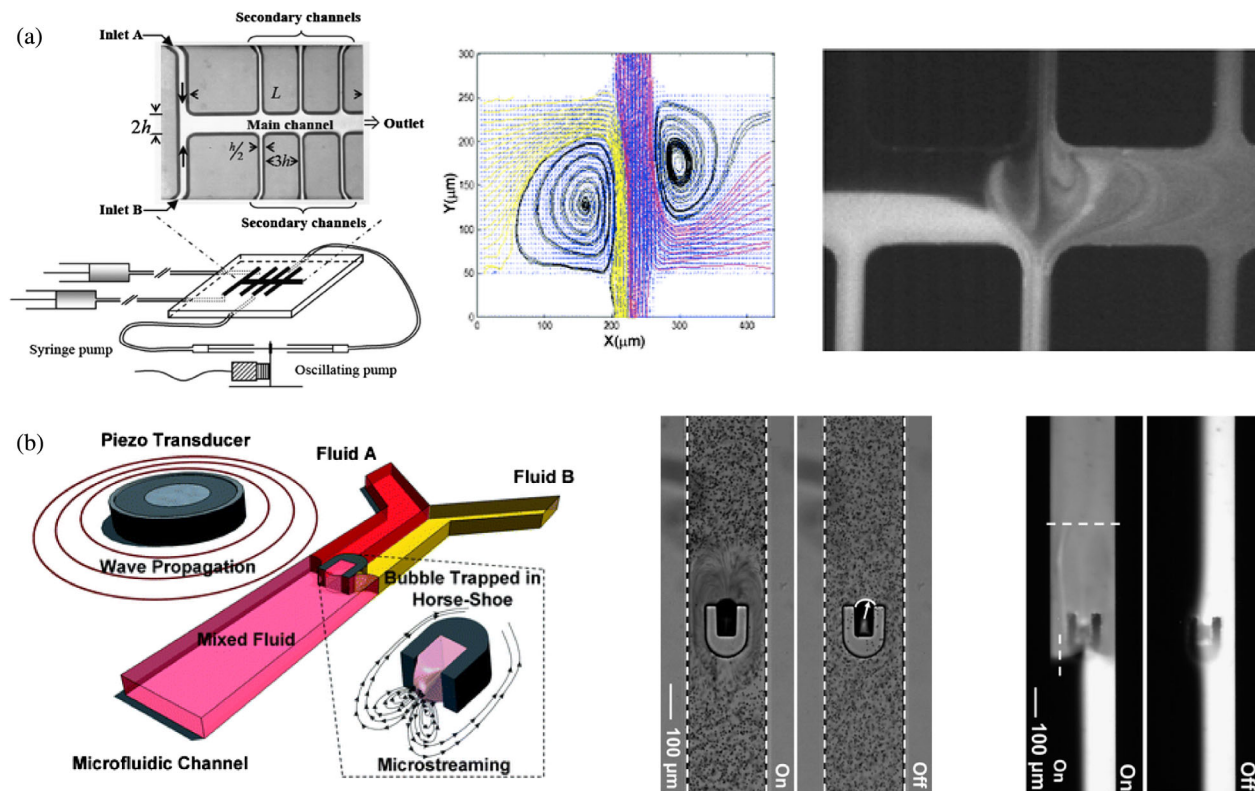 (a)
Secondary channels
Inlet A
L
2h
Main channel
Outlet
h/2
3h
Inlet B
Secondary channels
Syringe pump
Oscillating pump
300
250
200
150
100
50
0
Y(μm)
0
100
200
300
400
X(μm)
(b)
Piezo Transducer
Wave Propagation
Fluid A
Fluid B
Bubble Trapped in
Horse-Shoe
Mixed Fluid
Microstreaming
Microfluidic Channel
100 μm
On
Off
100 μm
On
On
Off